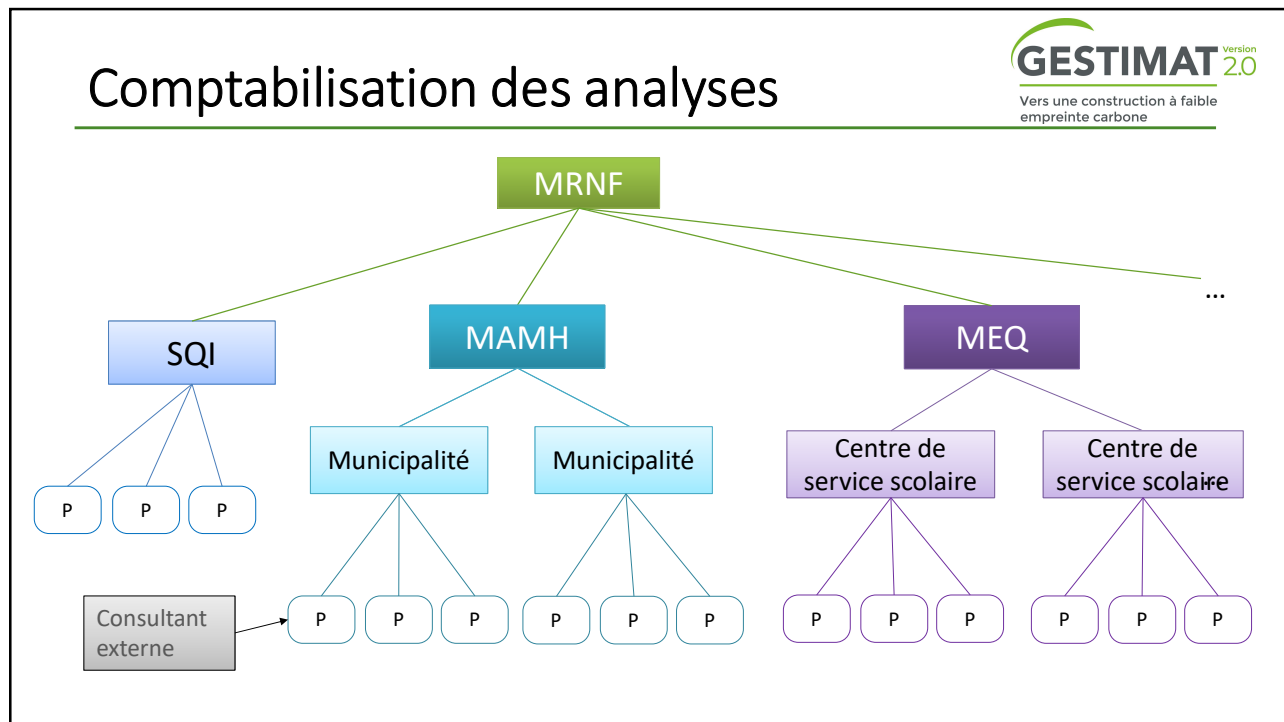 Comptabilisation des analyses
GESTIMAT Version 2.0
Vers une construction à faible
empreinte carbone
MRNF
...
SQI
MAMH
MEQ
Municipalité
Municipalité
Centre de
service scolaire
Centre de
service scolaire
...
P P P
Consultant
externe
P P P
P P P
P P P
P P P